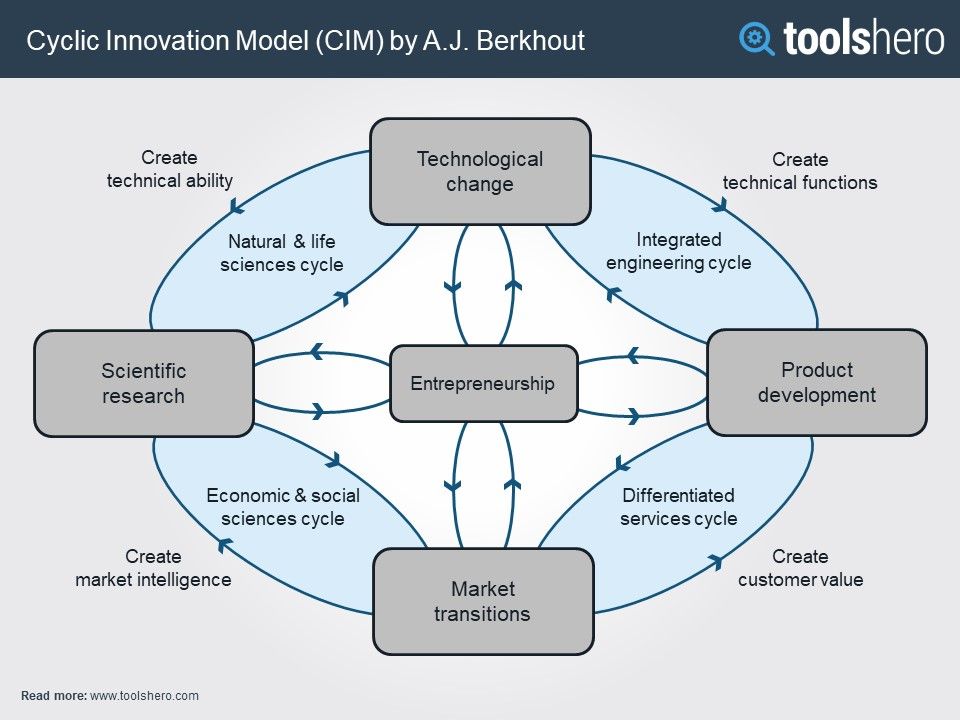 Cyclic Innovation Model (CIM) by A.J. Berkhout
toolshero
Technological
change
Create
technical ability
Create
technical functions
Natural & life
sciences cycle
Integrated
engineering cycle
Scientific
research
Entrepreneurship
Product
development
Economic & social
sciences cycle
Differentiated
services cycle
Create
market intelligence
Market
transitions
Create
customer value
Read more: www.toolshero.com